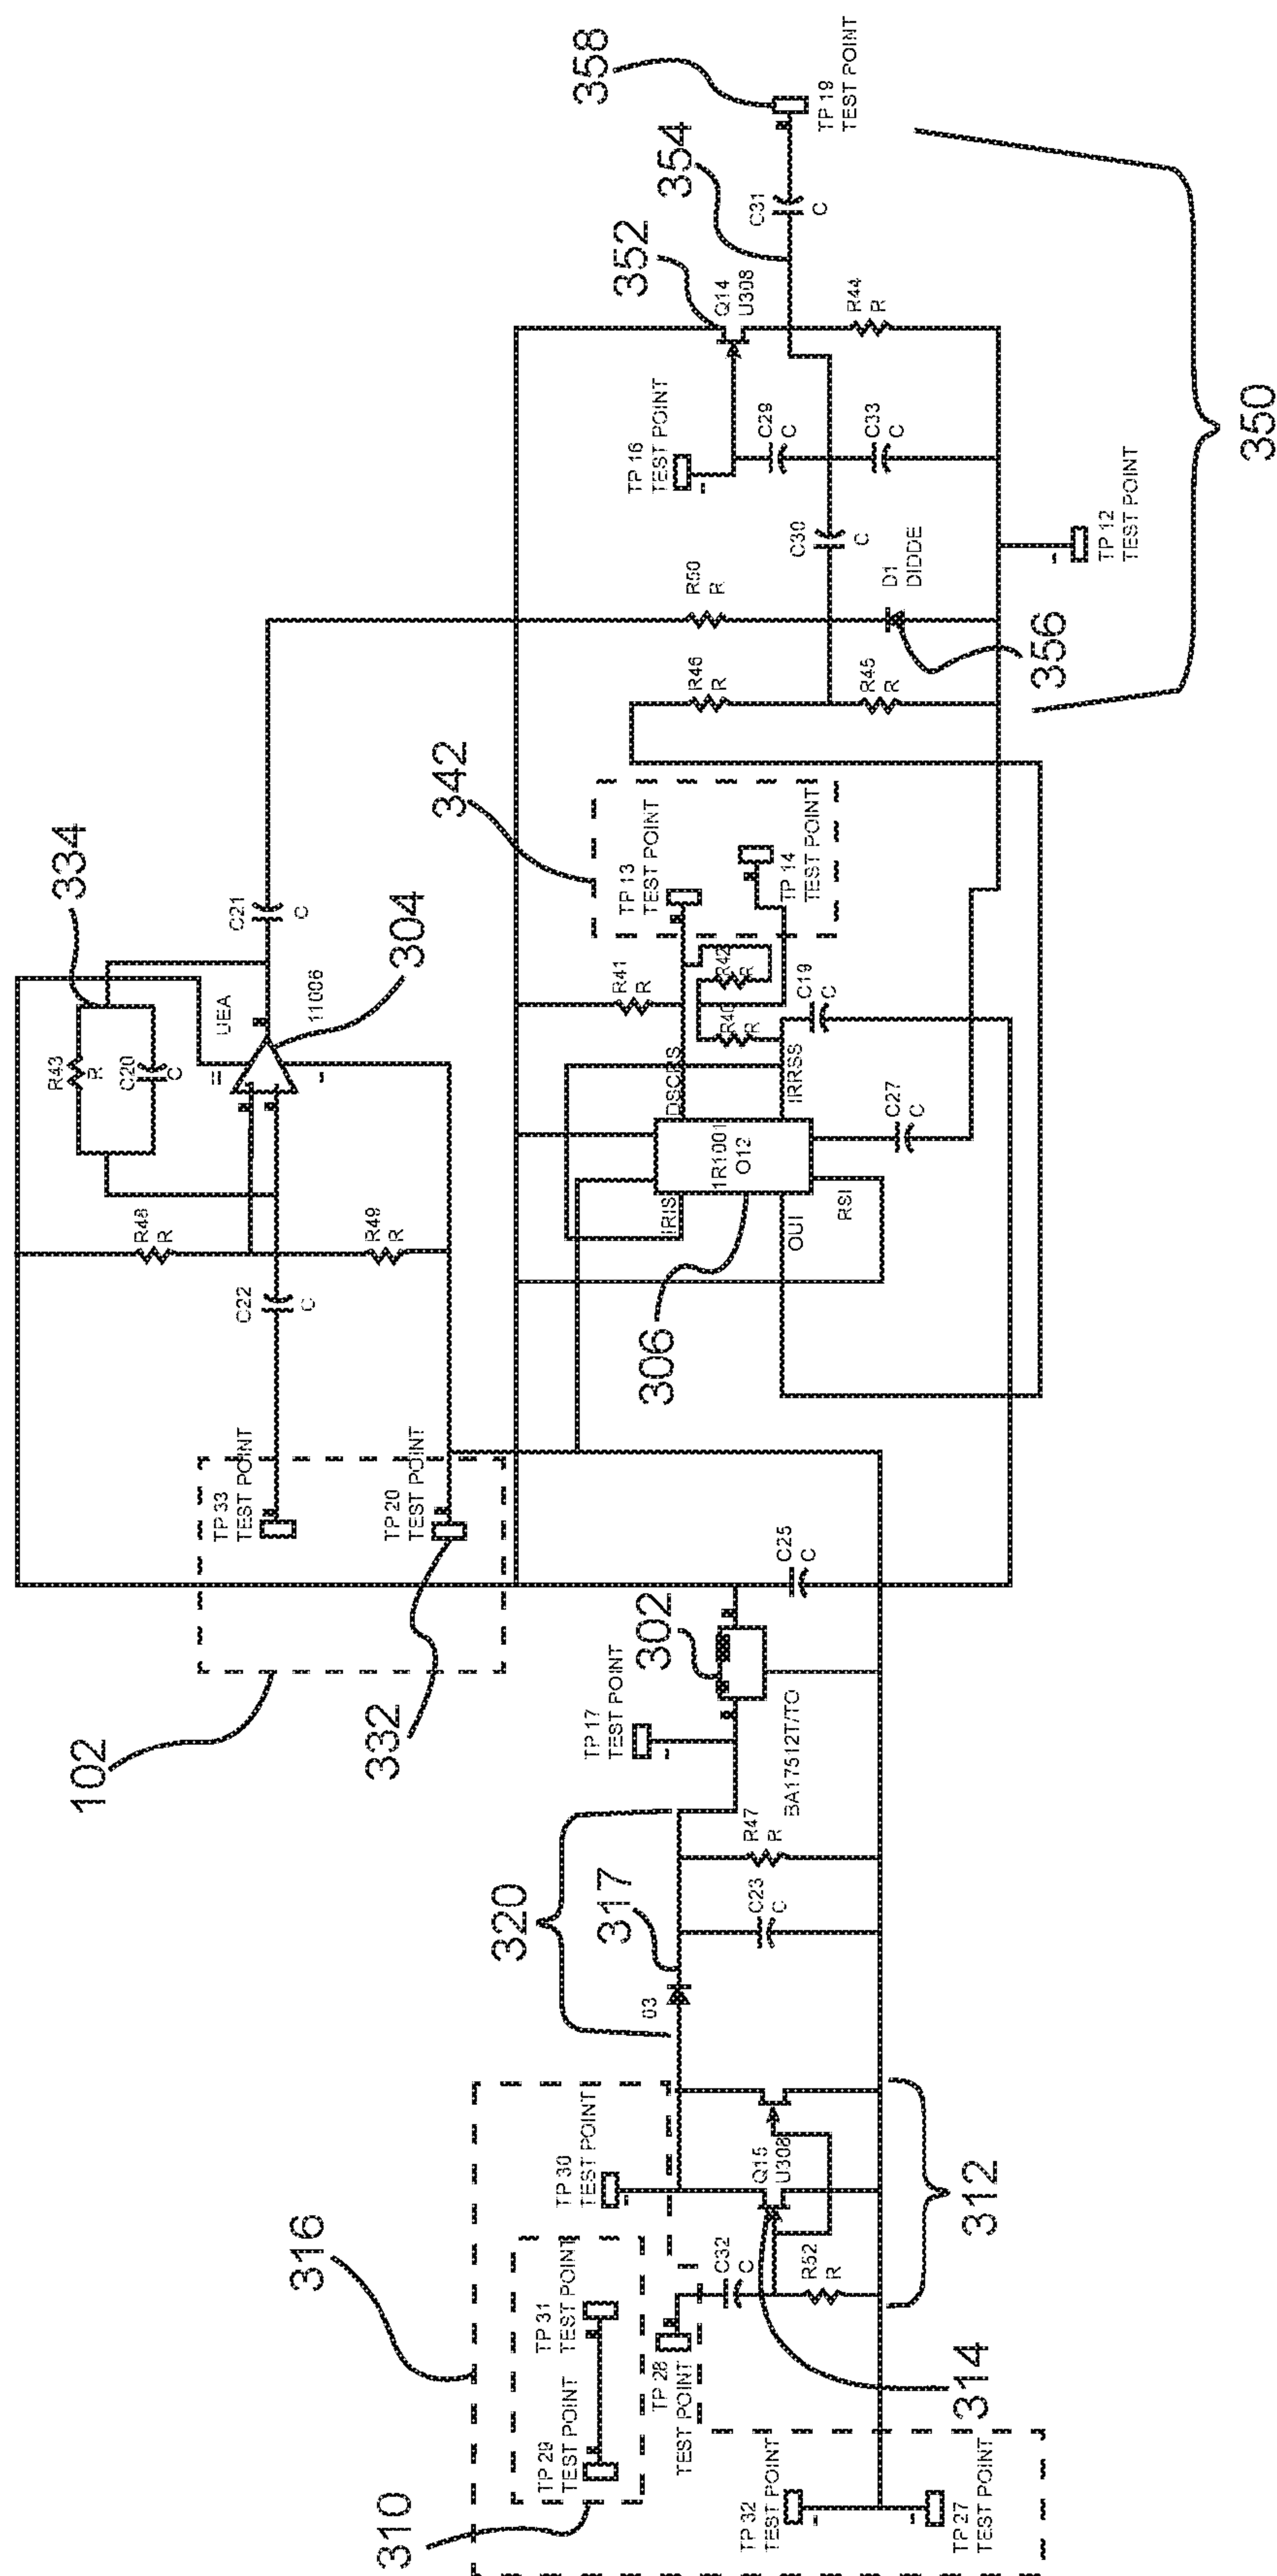 334
R43
R
C20
C
UEA
11006
=
-
304
C21
C
R48
R
R49
R
C22
C
TP 33
TEST POINT
TP 20
TEST POINT
102
332
358
TP 19
TEST POINT
354
C31
C
352
Q14
U308
R44
R
TP 16
TEST POINT
C29
C
C33
C
C30
C
R50
R
D1
DIDDE
356
R46
R
R45
R
TP 12
TEST POINT
350
342
TP 13
TEST POINT
TP 14
TEST POINT
R41
R
R42
R
R40
R
C19
C
DSCRS
IRRSS
1R1001
O12
IRIS
OUI
RSI
C27
C
306
C25
C
302
TP 17
TEST POINT
BA17512T/TO
R47
R
C23
C
320
317
03
316
TP 30
TEST POINT
TP 31
TEST POINT
TP 29
TEST POINT
310
TP 28
TEST POINT
C32
C
R52
R
Q15
U308
312
314
TP 32
TEST POINT
TP 27
TEST POINT